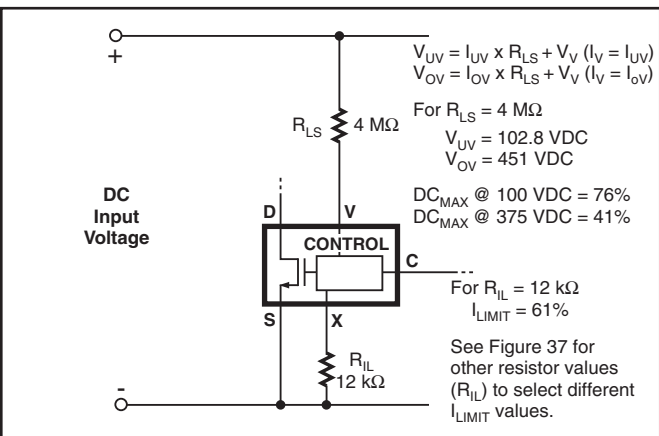 +
V_UV = I_UV x R_LS + V_V (I_V = I_UV)
V_OV = I_OV x R_LS + V_V (I_V = I_oV)
R_LS 4 MΩ
For R_LS = 4 MΩ
V_UV = 102.8 VDC
V_OV = 451 VDC
DC
Input
Voltage
DC_MAX @ 100 VDC = 76%
DC_MAX @ 375 VDC = 41%
D V
CONTROL
C
S X
For R_IL = 12 kΩ
I_LIMIT = 61%
R_IL
12 kΩ
See Figure 37 for
other resistor values
(R_IL) to select different
I_LIMIT values.
-